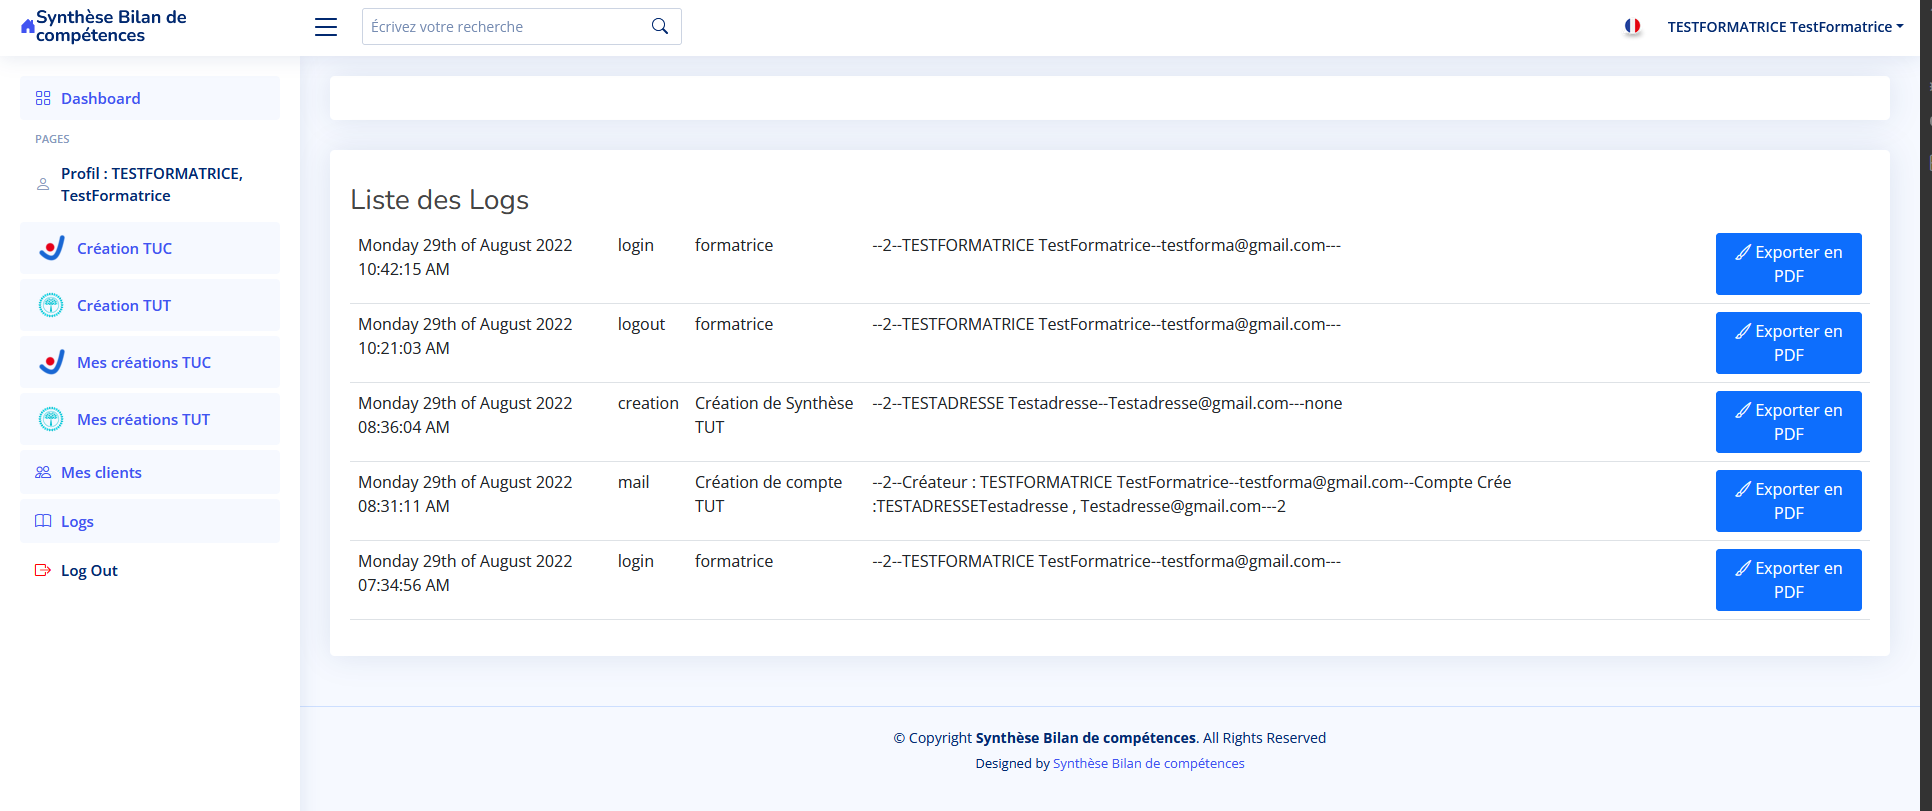 Synthèse Bilan de
compétences
Écrivez votre recherche
TESTFORMATRICE TestFormatrice
Dashboard
PAGES
Profil : TESTFORMATRICE,
TestFormatrice
Création TUC
Création TUT
Mes créations TUC
Mes créations TUT
Mes clients
Logs
Log Out
Liste des Logs
Monday 29th of August 2022 login formatrice --2--TESTFORMATRICE TestFormatrice--testforma@gmail.com--- Exporter en
10:42:15 AM PDF
Monday 29th of August 2022 logout formatrice --2--TESTFORMATRICE TestFormatrice--testforma@gmail.com--- Exporter en
10:21:03 AM PDF
Monday 29th of August 2022 creation Création de Synthèse --2--TESTADRESSE Testadresse--Testadresse@gmail.com---none Exporter en
08:36:04 AM TUT PDF
Monday 29th of August 2022 mail Création de compte --2--Créateur : TESTFORMATRICE TestFormatrice--testforma@gmail.com--Compte Crée Exporter en
08:31:11 AM TUT :TESTADRESSETestadresse , Testadresse@gmail.com---2 PDF
Monday 29th of August 2022 login formatrice --2--TESTFORMATRICE TestFormatrice--testforma@gmail.com--- Exporter en
07:34:56 AM PDF
© Copyright Synthèse Bilan de compétences. All Rights Reserved
Designed by Synthèse Bilan de compétences